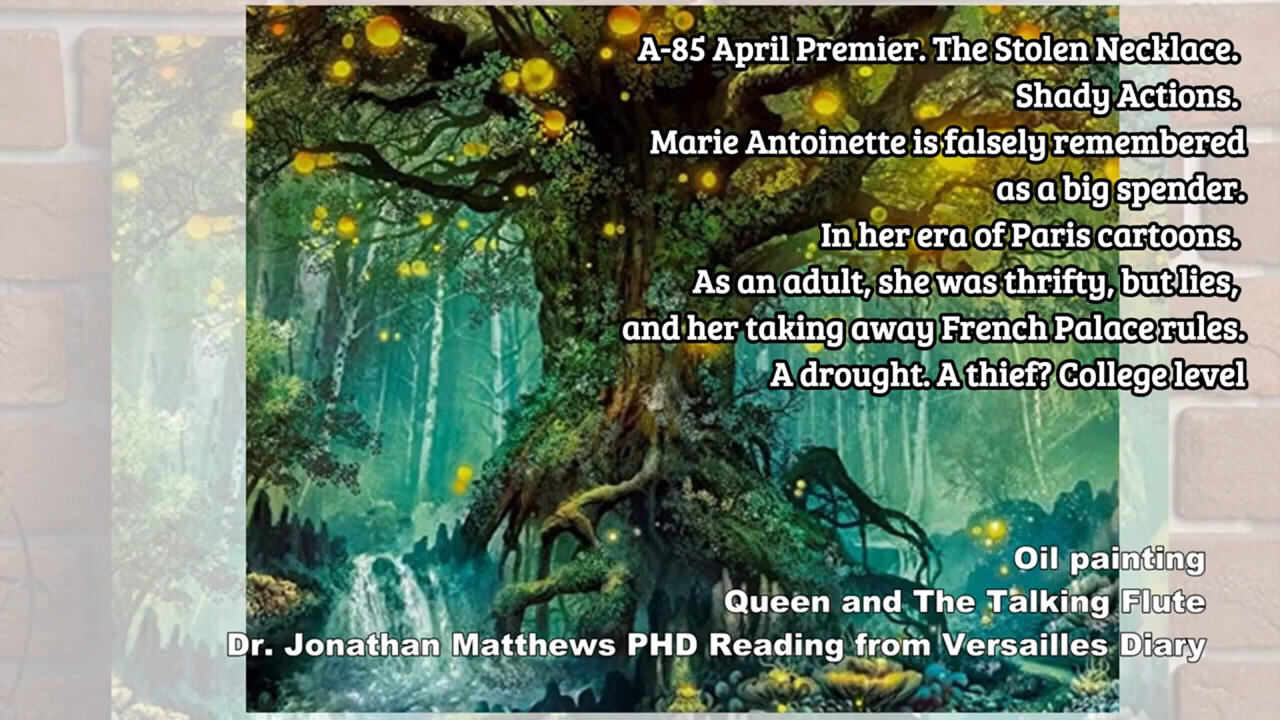 A-85 April Premier. The Stolen Necklace.
Shady Actions.
Marie Antoinette is falsely remembered
as a big spender.
In her era of Paris cartoons.
As an adult, she was thrifty, but lies,
and her taking away French Palace rules.
A drought. A thief? College level
Oil painting
Queen and The Talking Flute
Dr. Jonathan Matthews PHD Reading from Versailles Diary